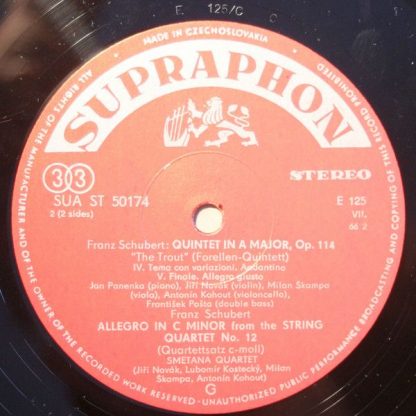 E 125/C
MADE IN CZECHOSLOVAKIA
ALL RIGHTS OF THE MANUFACTURER AND OF THE OWNER OF THE RECORDED WORK RESERVED - UNAUTHORIZED PUBLIC PERFORMANCE BROADCASTING AND COPYING OF THIS RECORD PROHIBITED
SUPRAPHON
33
STEREO
SUA ST 50174
E 125
2 (2 sides)
VII.
66 2
Franz Schubert: QUINTET IN A MAJOR, Op. 114
"The Trout" (Forellen-Quintett)
IV. Tema con variazioni. Andantino
V. Finale. Allegro giusto
Jan Panenka (piano), Jiří Novák (violin), Milan Škampa
(viola), Antonín Kohout (violoncello),
František Pošta (double bass)
Franz Schubert
ALLEGRO IN C MINOR from the STRING
QUARTET No. 12
(Quartettsatz c-moll)
SMETANA QUARTET
(Jiří Novák, Lubomír Kostecký, Milan
Škampa, Antonín Kohout)
G